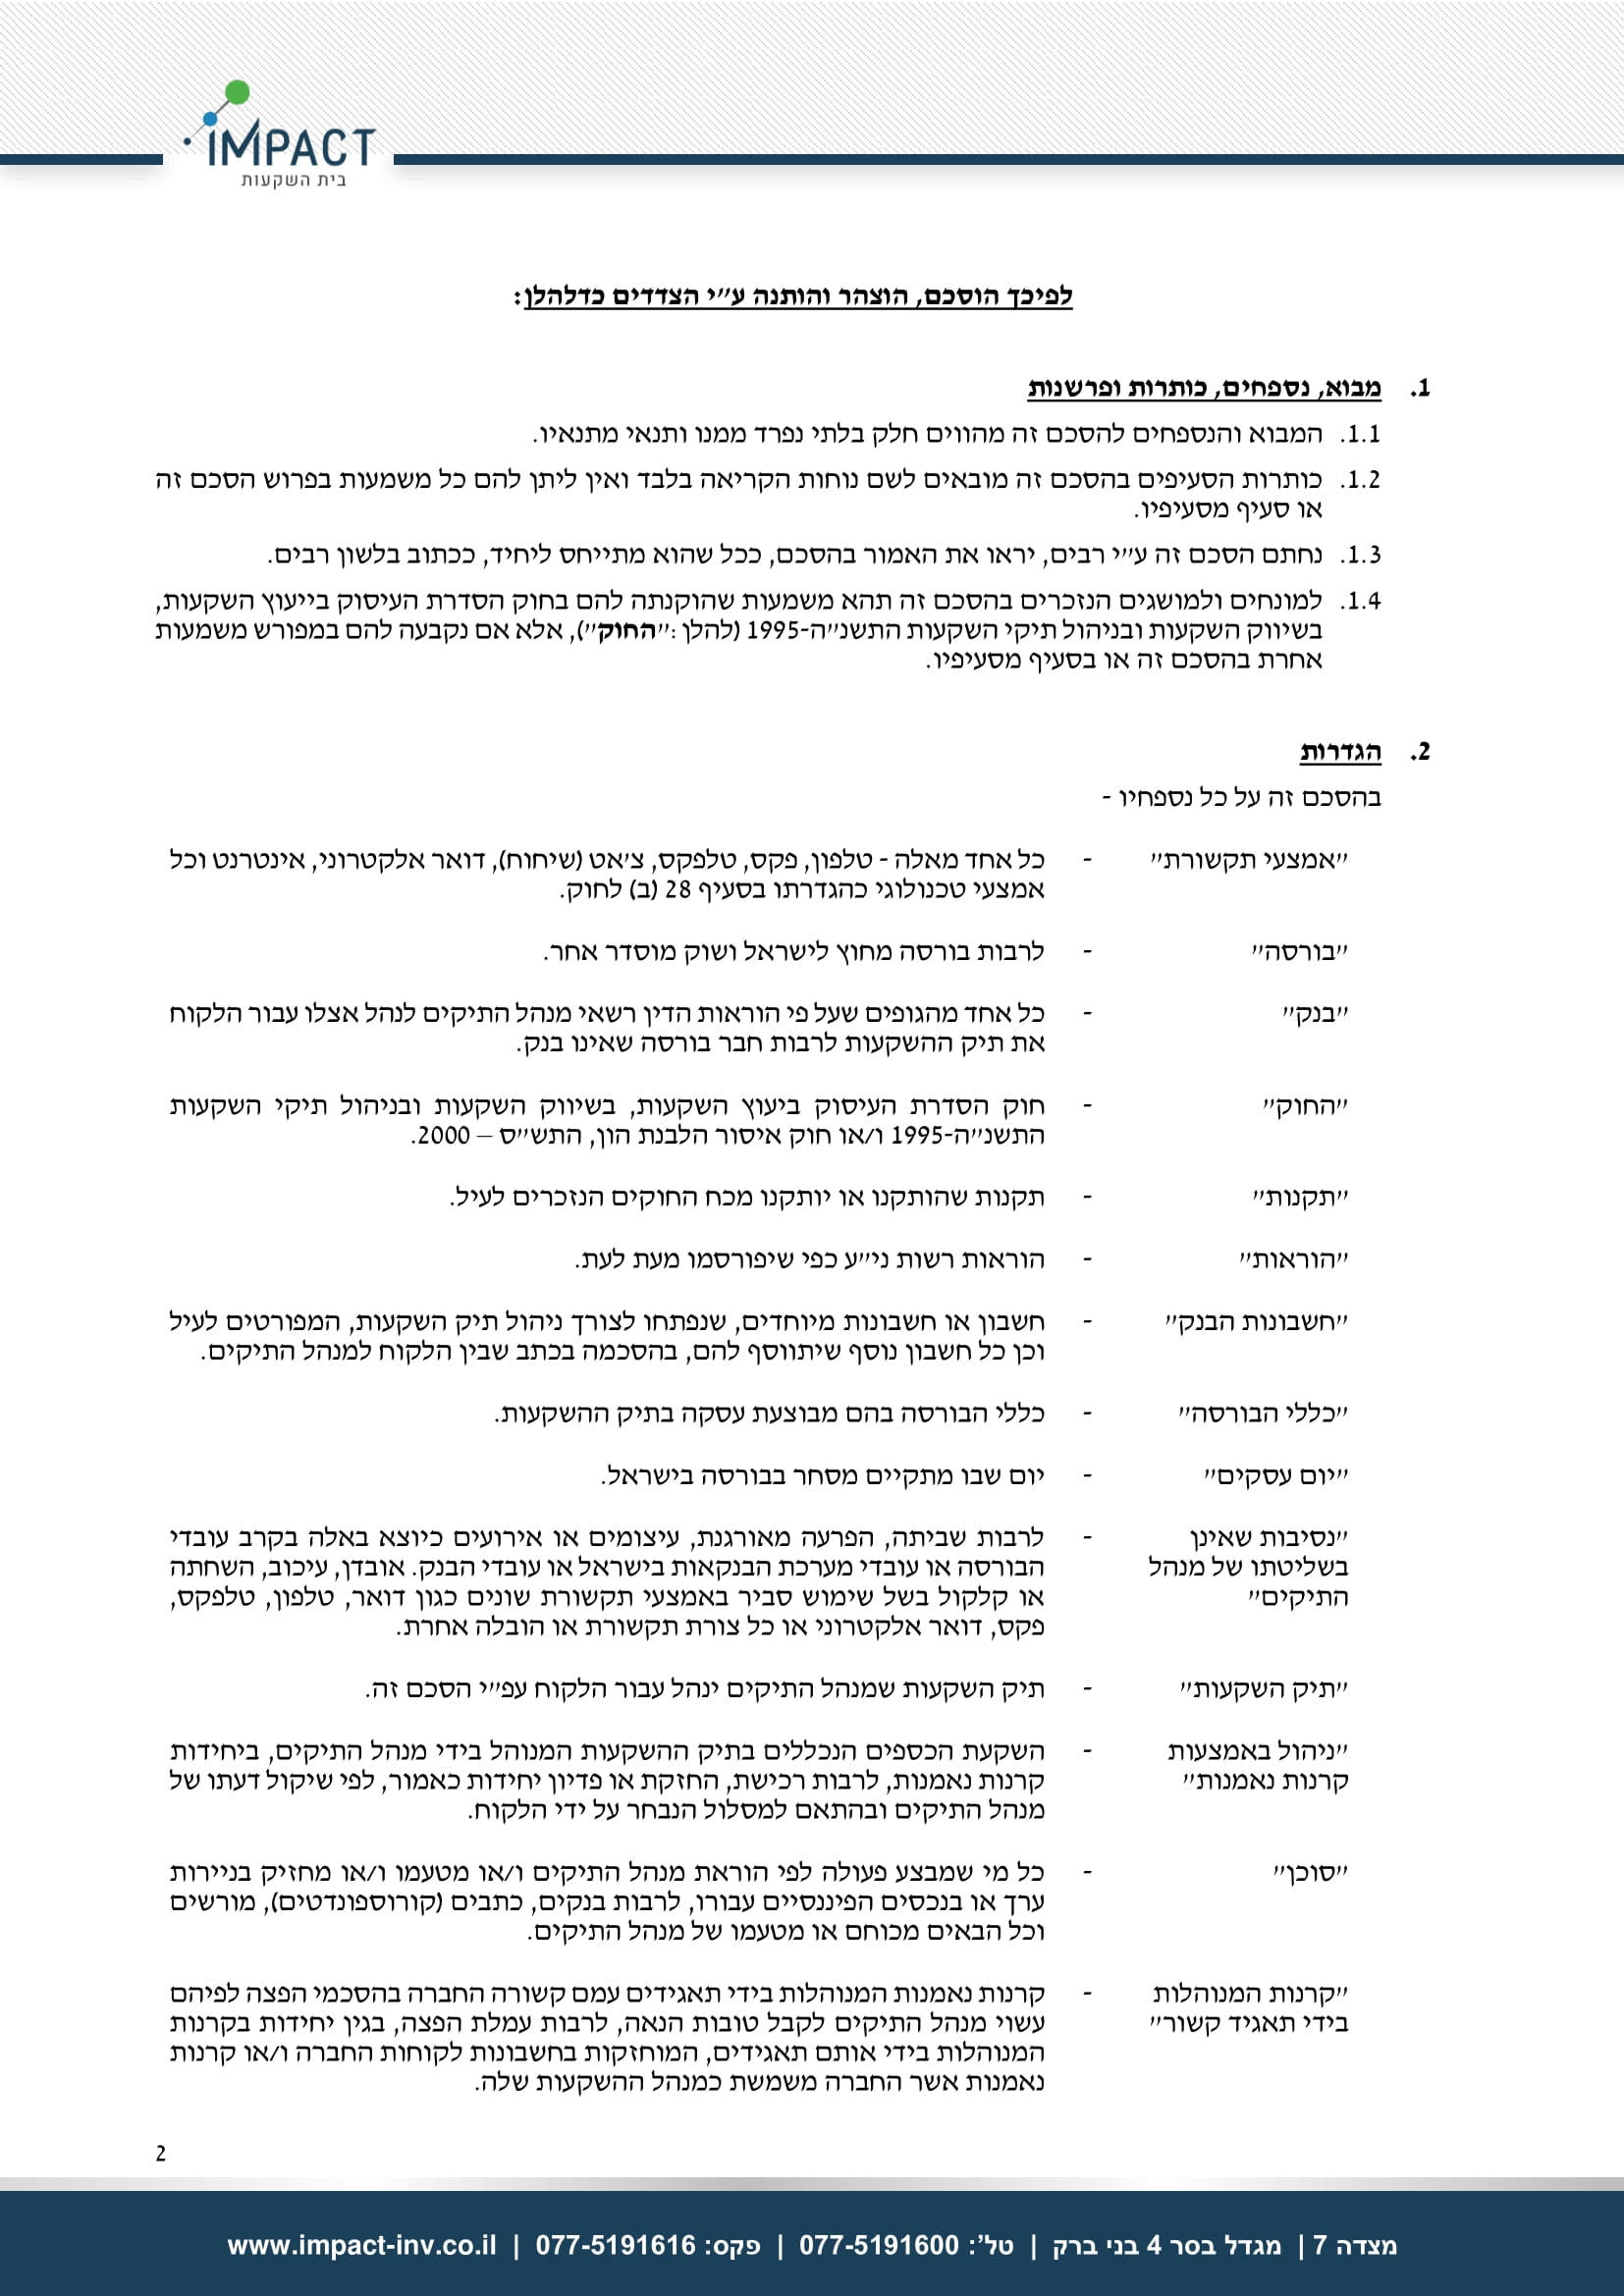 IMPACT
בית השקעות
לפיכך הוסכם, הוצהר והותנה ע״י הצדדים כדלהלן:
1. מבוא, נספחים, כותרות ופרשנות
1.1. המבוא והנספחים להסכם זה מהווים חלק בלתי נפרד ממנו ותנאי מתנאיו.
1.2. כותרות הסעיפים בהסכם זה מובאים לשם נוחות הקריאה בלבד ואין ליתן להם כל משמעות בפרוש הסכם זה
או סעיף מסעיפיו.
1.3. נחתם הסכם זה ע״י רבים, יראו את האמור בהסכם, ככל שהוא מתייחס ליחיד, ככתוב בלשון רבים.
1.4. למונחים ולמושגים הנזכרים בהסכם זה תהא משמעות שהוקנתה להם בחוק הסדרת העיסוק בייעוץ השקעות,
בשיווק השקעות ובניהול תיקי השקעות התשנ״ה-1995 (להלן: ״החוק״), אלא אם נקבעה להם במפורש משמעות
אחרת בהסכם זה או בסעיף מסעיפיו.
2. הגדרות
בהסכם זה על כל נספחיו -
״אמצעי תקשורת״ - כל אחד מאלה - טלפון, פקס, טלפקס, צ׳אט (שיחוח), דואר אלקטרוני, אינטרנט וכל
אמצעי טכנולוגי כהגדרתו בסעיף 28 (ב) לחוק.
״בורסה״ - לרבות בורסה מחוץ לישראל ושוק מוסדר אחר.
״בנק״ - כל אחד מהגופים שעל פי הוראות הדין רשאי מנהל התיקים לנהל אצלו עבור הלקוח
את תיק ההשקעות לרבות חבר בורסה שאינו בנק.
״החוק״ - חוק הסדרת העיסוק ביעוץ השקעות, בשיווק השקעות ובניהול תיקי השקעות
התשנ״ה-1995 ו/או חוק איסור הלבנת הון, התש״ס – 2000.
״תקנות״ - תקנות שהותקנו או יותקנו מכח החוקים הנזכרים לעיל.
״הוראות״ - הוראות רשות ני״ע כפי שיפורסמו מעת לעת.
״חשבונות הבנק״ - חשבון או חשבונות מיוחדים, שנפתחו לצורך ניהול תיק השקעות, המפורטים לעיל
וכן כל חשבון נוסף שיתווסף להם, בהסכמה בכתב שבין הלקוח למנהל התיקים.
״כללי הבורסה״ - כללי הבורסה בהם מבוצעת עסקה בתיק ההשקעות.
״יום עסקים״ - יום שבו מתקיים מסחר בבורסה בישראל.
״נסיבות שאינן - לרבות שביתה, הפרעה מאורגנת, עיצומים או אירועים כיוצא באלה בקרב עובדי
בשליטתו של מנהל הבורסה או עובדי מערכת הבנקאות בישראל או עובדי הבנק. אובדן, עיכוב, השחתה
התיקים״ או קלקול בשל שימוש סביר באמצעי תקשורת שונים כגון דואר, טלפון, טלפקס,
פקס, דואר אלקטרוני או כל צורת תקשורת או הובלה אחרת.
״תיק השקעות״ - תיק השקעות שמנהל התיקים ינהל עבור הלקוח עפ״י הסכם זה.
״ניהול באמצעות - השקעת הכספים הנכללים בתיק ההשקעות המנוהל בידי מנהל התיקים, ביחידות
קרנות נאמנות״ קרנות נאמנות, לרבות רכישת, החזקת או פדיון יחידות כאמור, לפי שיקול דעתו של
מנהל התיקים ובהתאם למסלול הנבחר על ידי הלקוח.
״סוכן״ - כל מי שמבצע פעולה לפי הוראת מנהל התיקים ו/או מטעמו ו/או מחזיק בניירות
ערך או בנכסים הפיננסיים עבורו, לרבות בנקים, כתבים (קורוספונדטים), מורשים
וכל הבאים מכוחם או מטעמו של מנהל התיקים.
״קרנות המנוהלות - קרנות נאמנות המנוהלות בידי תאגידים עמם קשורה החברה בהסכמי הפצה לפיהם
בידי תאגיד קשור״ עשוי מנהל התיקים לקבל טובות הנאה, לרבות עמלת הפצה, בגין יחידות בקרנות
המנוהלות בידי אותם תאגידים, המוחזקות בחשבונות לקוחות החברה ו/או קרנות
נאמנות אשר החברה משמשת כמנהל ההשקעות שלה.
2
מצדה 7 | מגדל בסר 4 בני ברק | טל׳: 077-5191600 | פקס: 077-5191616 | www.impact-inv.co.il